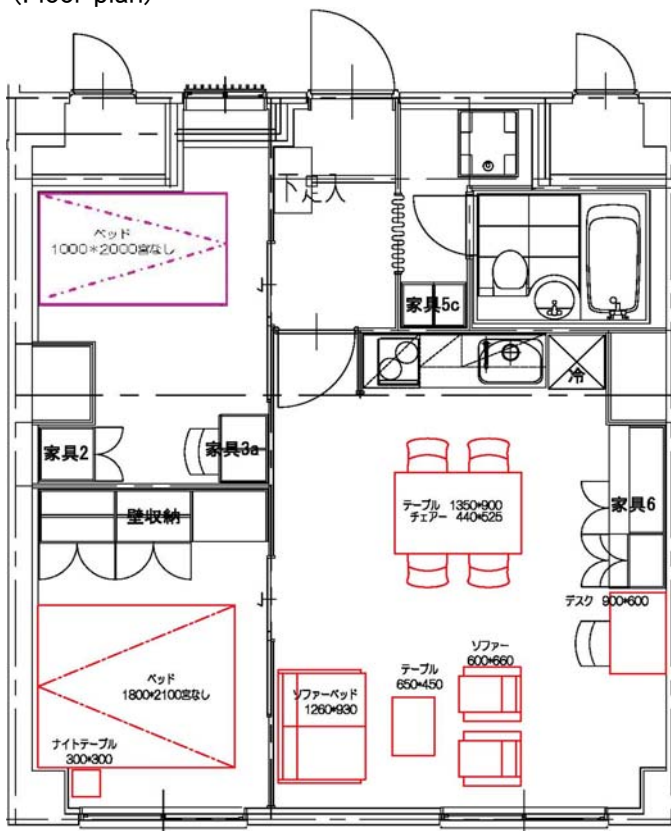 (Floor plan)
下足入
ベッド
1000*2000宮なし
家具5c
冷
家具2
家具3a
テーブル 1350*900
チェアー 440*525
家具6
壁収納
デスク 900*600
ソファー
600*660
テーブル
650*450
ベッド
1800*2100宮なし
ソファーベッド
1260*930
ナイトテーブル
300*300